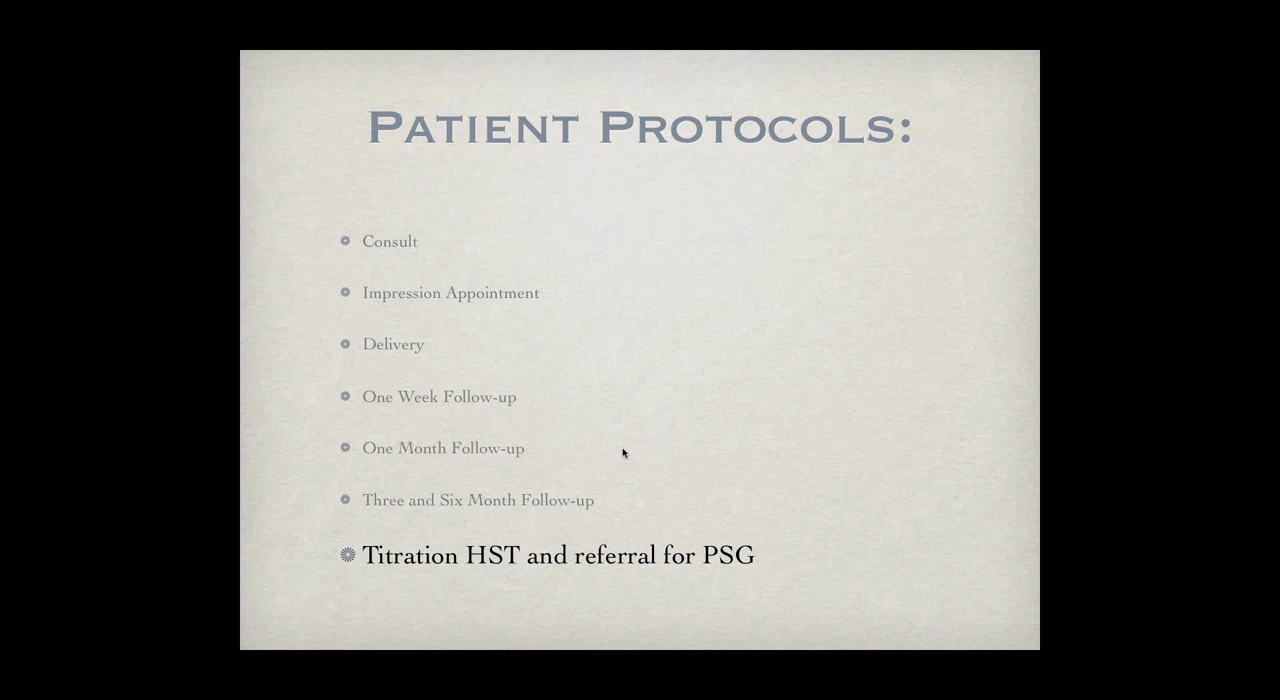 Patient Protocols:
Consult
Impression Appointment
Delivery
One Week Follow-up
One Month Follow-up
Three and Six Month Follow-up
Titration HST and referral for PSG